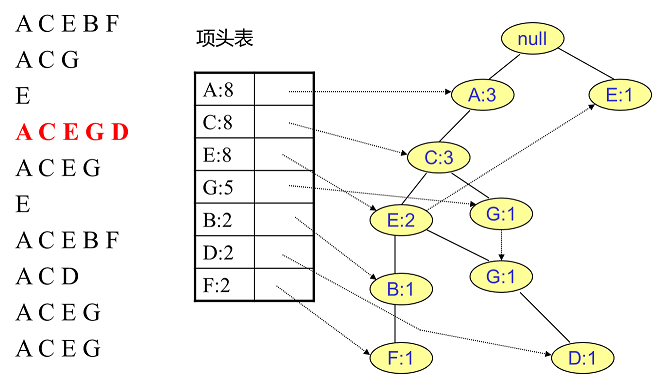 A C E B F
A C G
E
A C E G D
A C E G
E
A C E B F
A C D
A C E G
A C E G
项头表
A:8
C:8
E:8
G:5
B:2
D:2
F:2
null
A:3
E:1
C:3
E:2
G:1
G:1
B:1
F:1
D:1